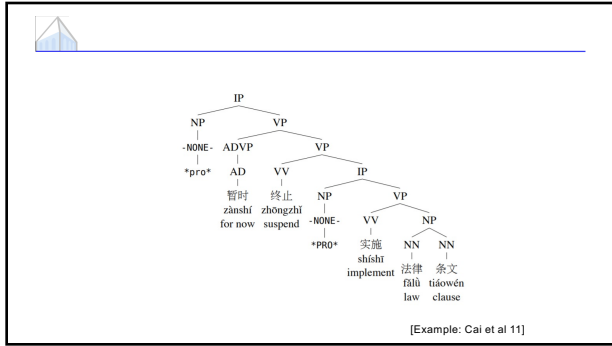 IP
NP VP
-NONE- ADVP VP
*pro* AD VV IP
暂时 终止 NP VP
zànshí zhōngzhǐ -NONE- VV NP
for now suspend *PRO* 实施 NN NN
shíshī 法律 条文
implement fǎlǜ tiáowén
law clause
[Example: Cai et al 11]